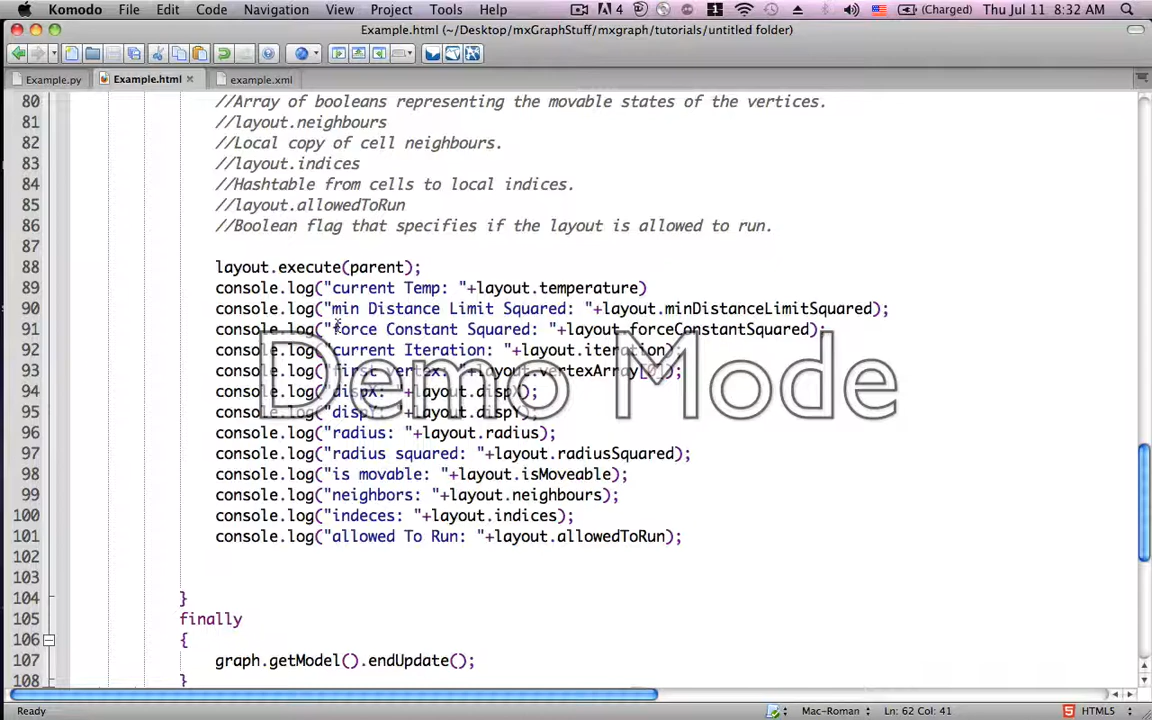 Komodo File Edit Code Navigation View Project Tools Help 4 1 (Charged) Thu Jul 11 8:32 AM
Example.html (~/Desktop/mxGraphStuff/mxgraph/tutorials/untitled folder)
Example.py Example.html example.xml
80 //Array of booleans representing the movable states of the vertices.
81 //layout.neighbours
82 //Local copy of cell neighbours.
83 //layout.indices
84 //Hashtable from cells to local indices.
85 //layout.allowedToRun
86 //Boolean flag that specifies if the layout is allowed to run.
87
88 layout.execute(parent);
89 console.log("current Temp: "+layout.temperature)
90 console.log("min Distance Limit Squared: "+layout.minDistanceLimitSquared);
91 console.log("force Constant Squared: "+layout.forceConstantSquared);
92 console.log("current Iteration: "+layout.iteration);
93 console.log("first vertex: "+layout.vertexArray[0]);
94 console.log("dispX: "+layout.dispX);
95 console.log("dispY: "+layout.dispY);
96 console.log("radius: "+layout.radius);
97 console.log("radius squared: "+layout.radiusSquared);
98 console.log("is movable: "+layout.isMoveable);
99 console.log("neighbors: "+layout.neighbours);
100 console.log("indeces: "+layout.indices);
101 console.log("allowed To Run: "+layout.allowedToRun);
102
103
104 }
105 finally
106 {
107 graph.getModel().endUpdate();
108 }
Demo Mode
Ready Mac-Roman Ln: 62 Col: 41 HTML5